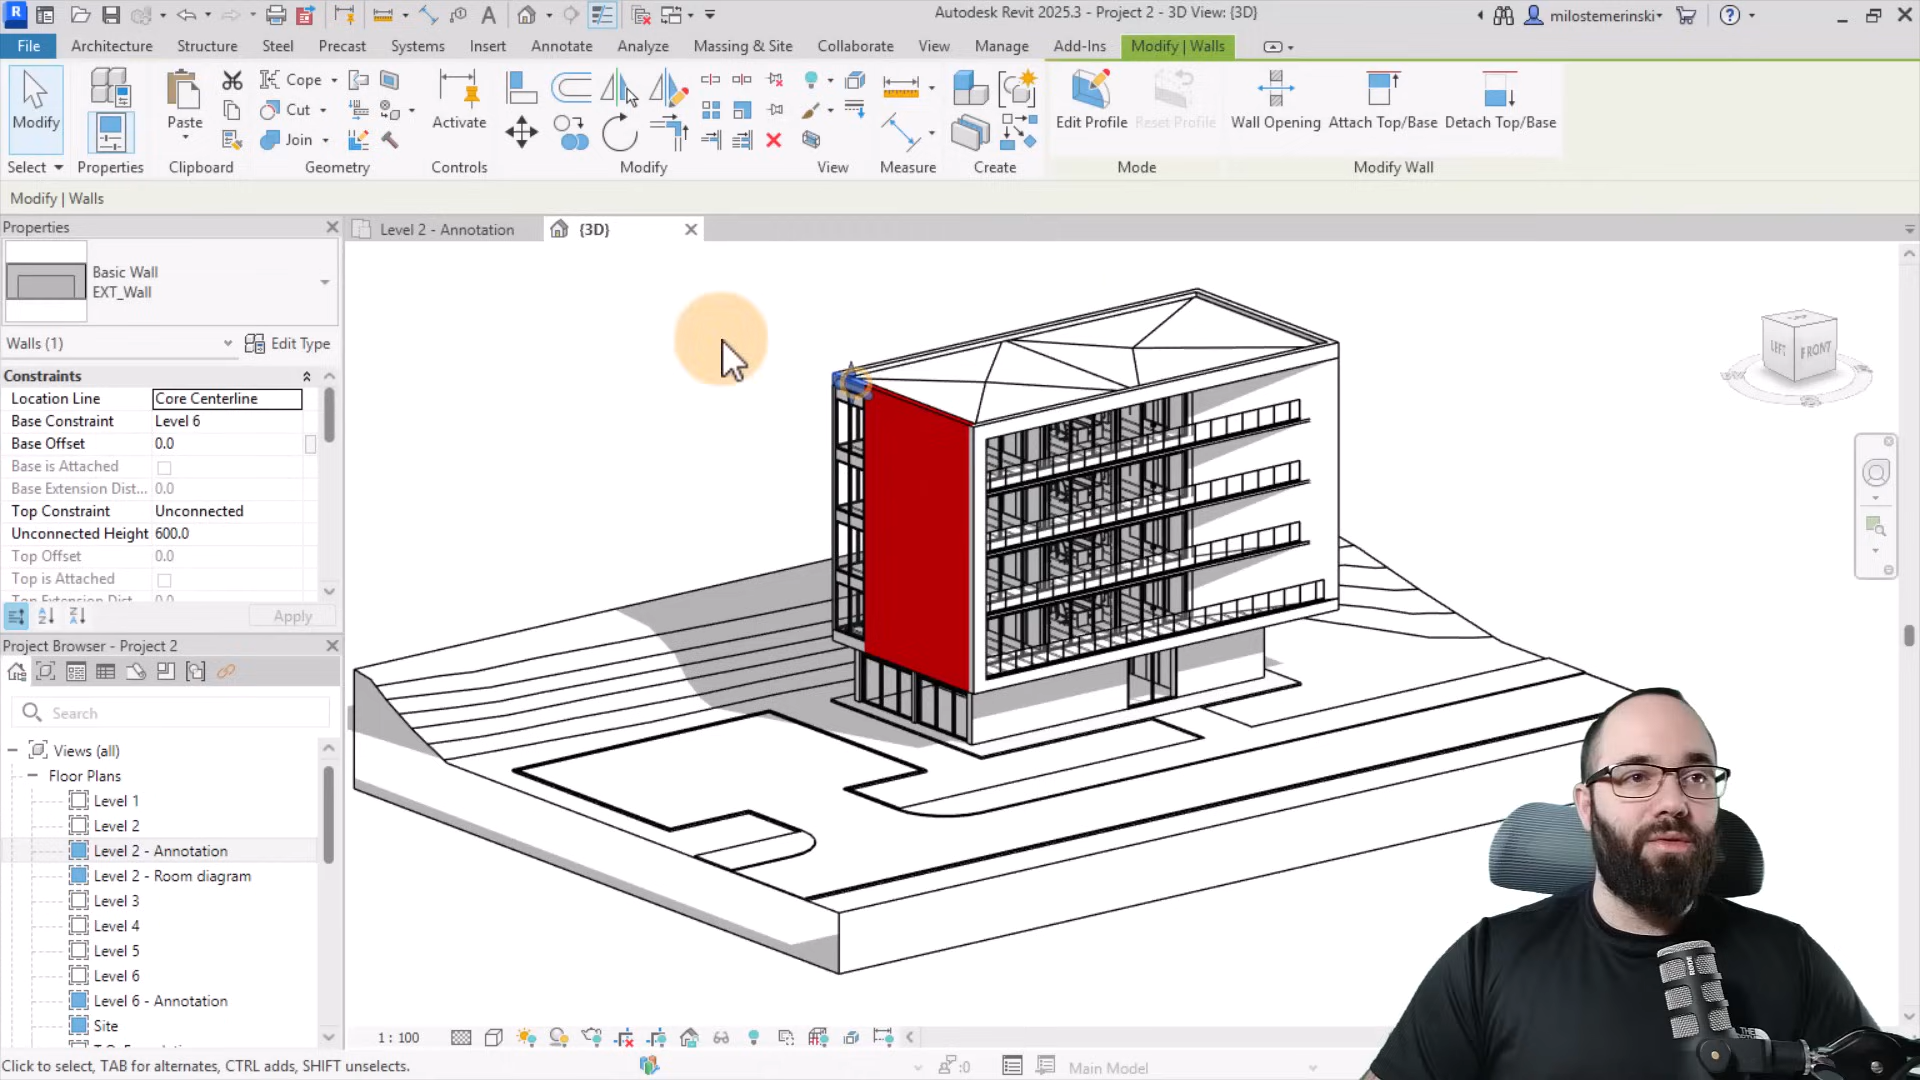 Autodesk Revit 2025.3 - Project 2 - 3D View: {3D}
milostemerinski
File
Architecture
Structure
Steel
Precast
Systems
Insert
Annotate
Analyze
Massing & Site
Collaborate
View
Manage
Add-Ins
Modify | Walls
Modify
Paste
Cope
Cut
Join
Activate
Edit Profile
Reset Profile
Wall Opening
Attach Top/Base
Detach Top/Base
Select
Properties
Clipboard
Geometry
Controls
Modify
View
Measure
Create
Mode
Modify Wall
Modify | Walls
Properties
Level 2 - Annotation
{3D}
Basic Wall
EXT_Wall
Walls (1)
Edit Type
Constraints
Location Line Core Centerline
Base Constraint Level 6
Base Offset 0.0
Base is Attached
Base Extension Dist... 0.0
Top Constraint Unconnected
Unconnected Height 600.0
Top Offset 0.0
Top is Attached
Apply
Project Browser - Project 2
Search
Views (all)
Floor Plans
Level 1
Level 2
Level 2 - Annotation
Level 2 - Room diagram
Level 3
Level 4
Level 5
Level 6
Level 6 - Annotation
Site
LEFT
FRONT
RODE
1 : 100
Click to select, TAB for alternates, CTRL adds, SHIFT unselects.
:0
Main Model